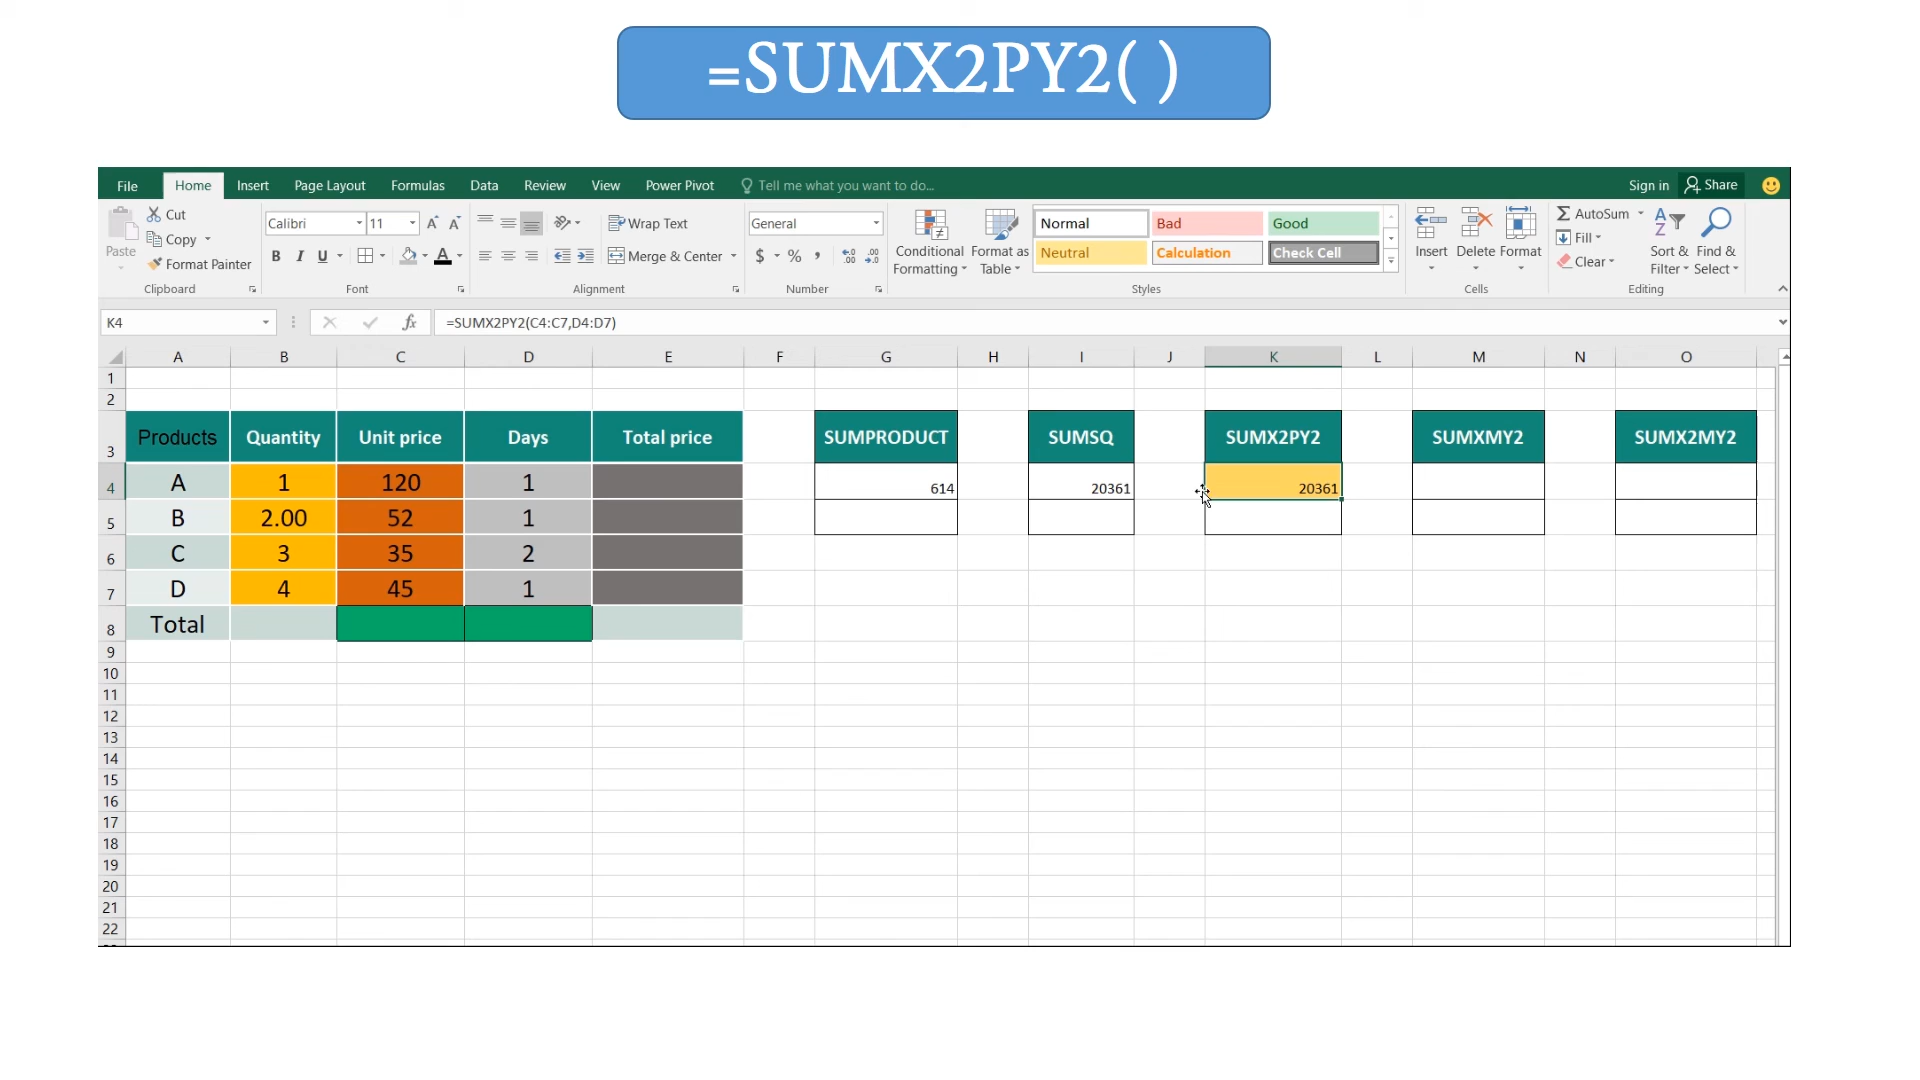 =SUMX2PY2( )
File Home Insert Page Layout Formulas Data Review View Power Pivot Tell me what you want to do... Sign in Share
Paste Cut Copy Format Painter Clipboard
Calibri 11 A A B I U A Font
Wrap Text Merge & Center Alignment
General $ % , .00 .0 Number
Conditional Formatting Format as Table Normal Bad Good Neutral Calculation Check Cell Styles
Insert Delete Format Cells
AutoSum Fill Clear Sort & Filter Find & Select Editing
K4 fx =SUMX2PY2(C4:C7,D4:D7)
A B C D E F G H I J K L M N O
1
2
3 Products Quantity Unit price Days Total price SUMPRODUCT SUMSQ SUMX2PY2 SUMXMY2 SUMX2MY2
4 A 1 120 1 614 20361 20361
5 B 2.00 52 1
6 C 3 35 2
7 D 4 45 1
8 Total
9
10
11
12
13
14
15
16
17
18
19
20
21
22